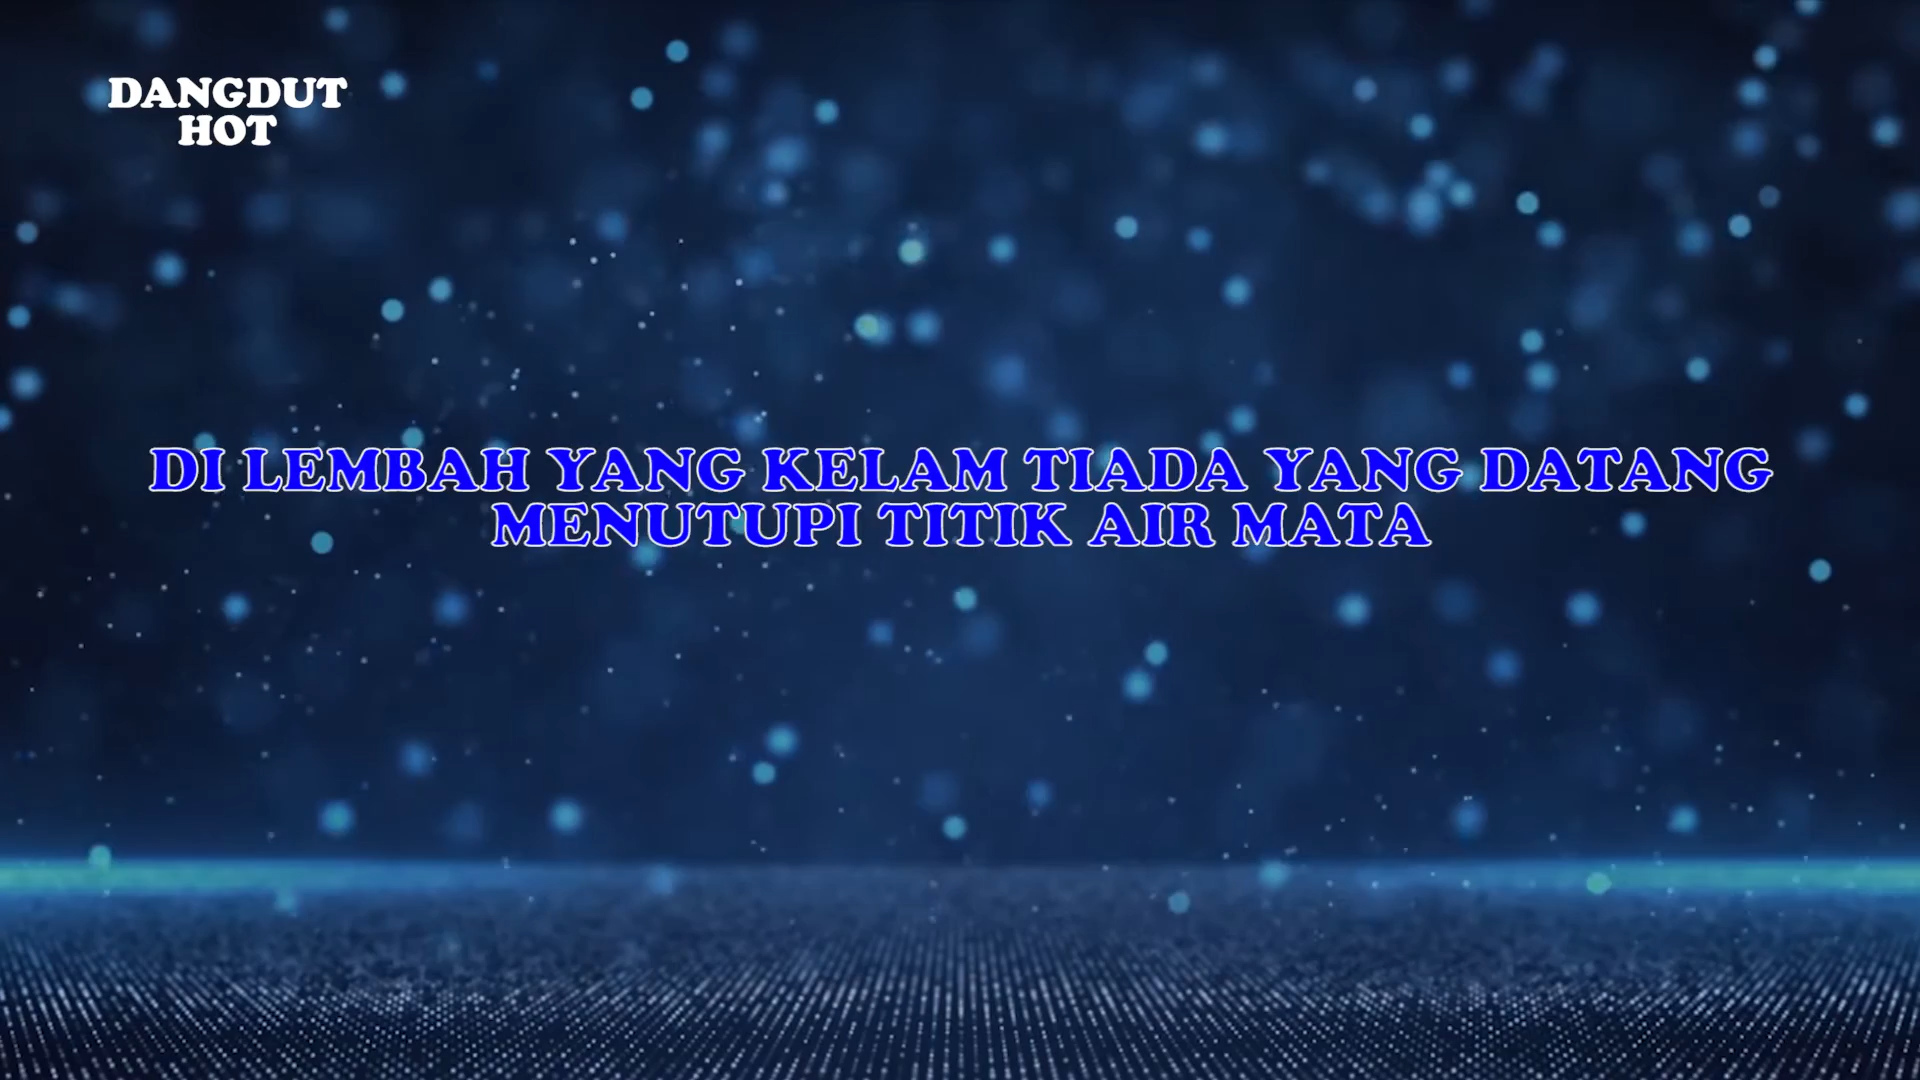 DANGDUT
HOT
DI LEMBAH YANG KELAM TIADA YANG DATANG
MENUTUPI TITIK AIR MATA